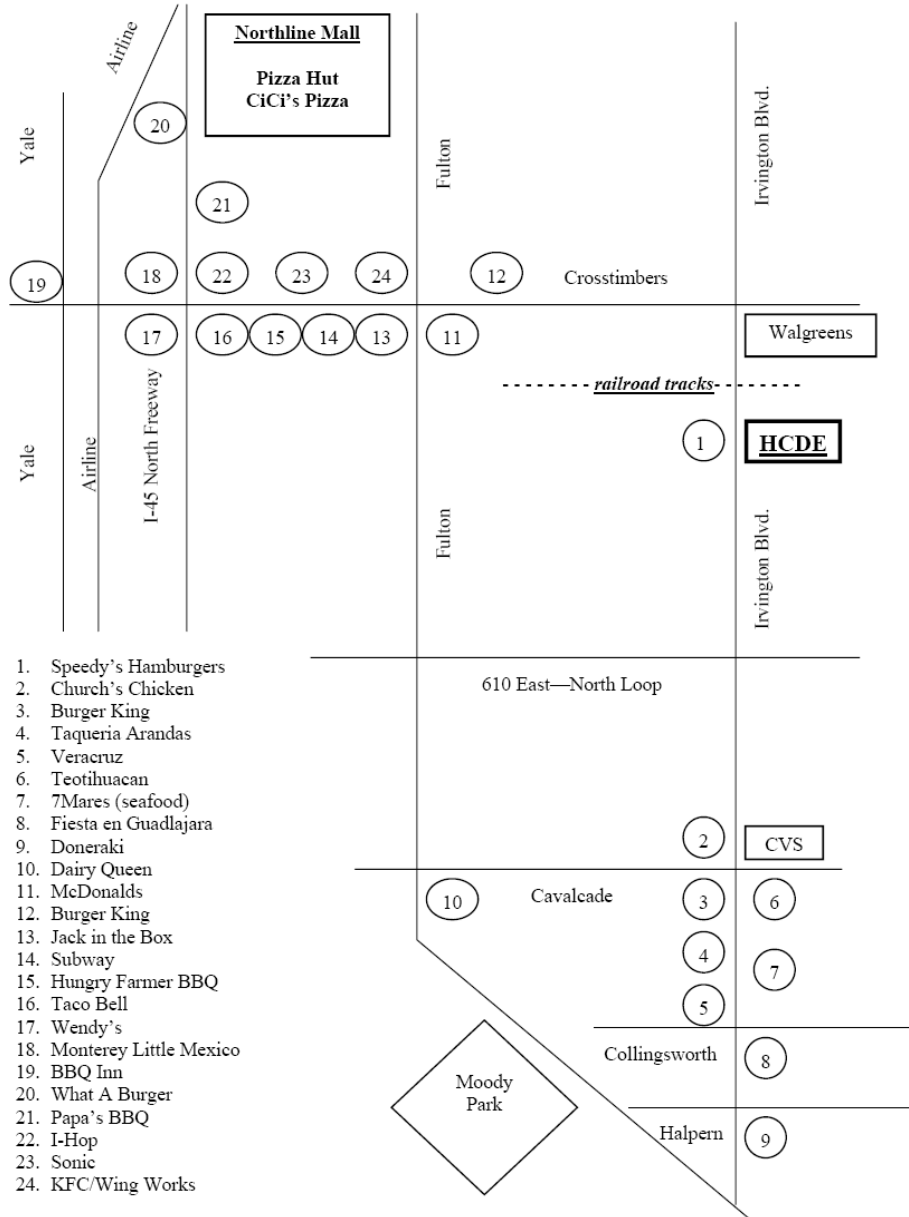 Northline Mall
Pizza Hut
CiCi's Pizza
Airline
Yale
Fulton
Irvington Blvd.
20
21
19
18
22
23
24
12
Crosstimbers
17
16
15
14
13
11
Walgreens
railroad tracks
1
HCDE
Yale
Airline
I-45 North Freeway
Fulton
Irvington Blvd.
610 East—North Loop
2
CVS
10
Cavalcade
3
6
4
7
5
Collingsworth
8
Moody
Park
Halpern
9
1. Speedy's Hamburgers
2. Church's Chicken
3. Burger King
4. Taqueria Arandas
5. Veracruz
6. Teotihuacan
7. 7Mares (seafood)
8. Fiesta en Guadlajara
9. Doneraki
10. Dairy Queen
11. McDonalds
12. Burger King
13. Jack in the Box
14. Subway
15. Hungry Farmer BBQ
16. Taco Bell
17. Wendy's
18. Monterey Little Mexico
19. BBQ Inn
20. What A Burger
21. Papa's BBQ
22. I-Hop
23. Sonic
24. KFC/Wing Works